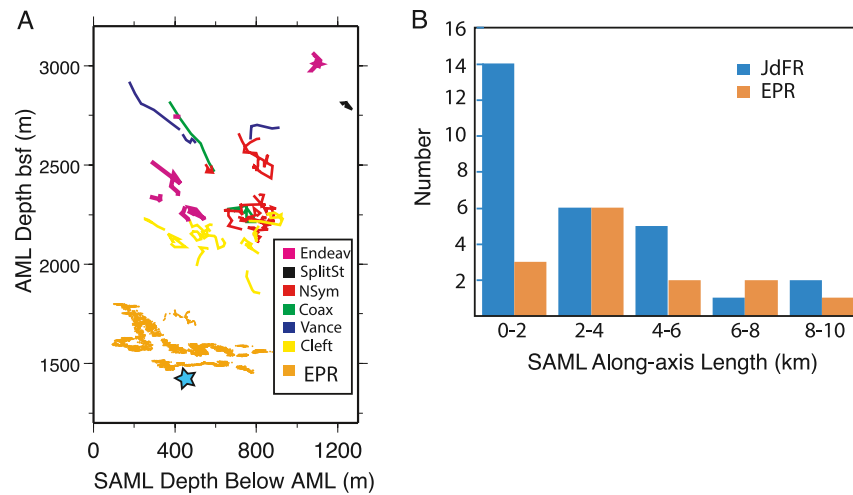 A
AML Depth bsf (m)
3000
2500
2000
1500
0
400
800
1200
SAML Depth Below AML (m)
Endeav
SplitSt
NSym
Coax
Vance
Cleft
EPR
B
Number
16
14
12
10
8
6
4
2
JdFR
EPR
0-2
2-4
4-6
6-8
8-10
SAML Along-axis Length (km)